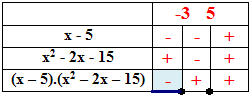 -3 5
x - 5 - - +
x² - 2x - 15 + - +
(x – 5).(x² – 2x – 15) - + +